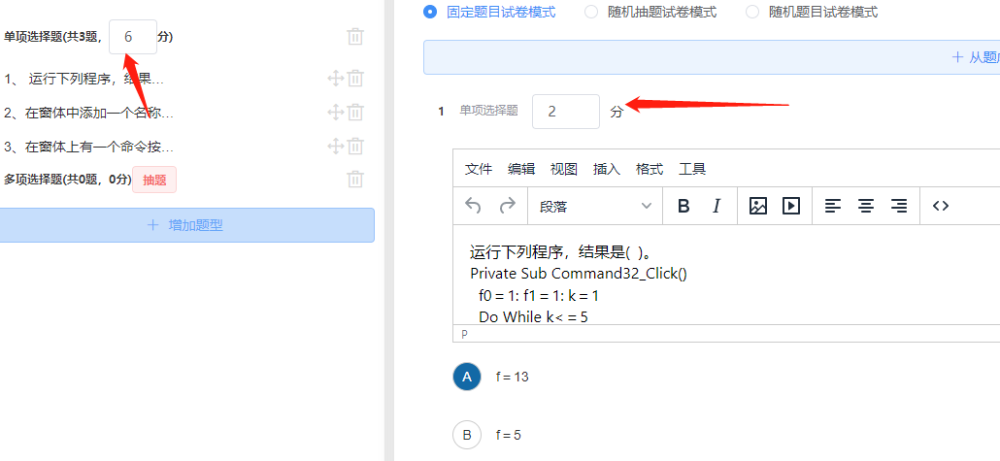 固定题目试卷模式 随机抽题试卷模式 随机题目试卷模式
单项选择题(共3题, 6 分)
1、 运行下列程序，结果…
2、在窗体中添加一个名称…
3、在窗体上有一个命令按…
多项选择题(共0题, 0分) 抽题
＋ 增加题型
＋ 从题
1 单项选择题 2 分
文件 编辑 视图 插入 格式 工具
段落 B I
运行下列程序，结果是( )。
Private Sub Command32_Click()
f0 = 1: f1 = 1: k = 1
Do While k< = 5
P
A f = 13
B f = 5